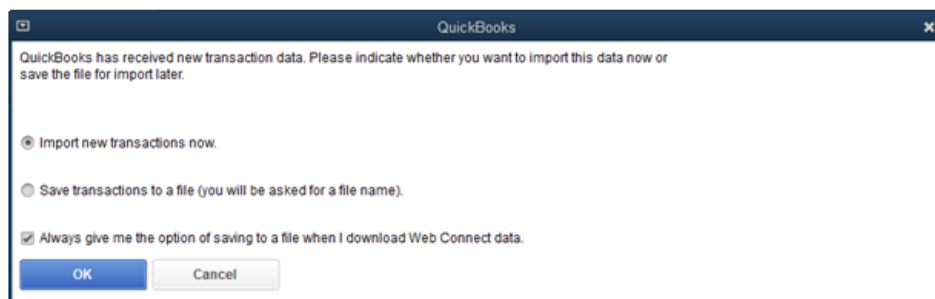 QuickBooks
QuickBooks has received new transaction data. Please indicate whether you want to import this data now or
save the file for import later.
Import new transactions now.
Save transactions to a file (you will be asked for a file name).
Always give me the option of saving to a file when I download Web Connect data.
OK Cancel